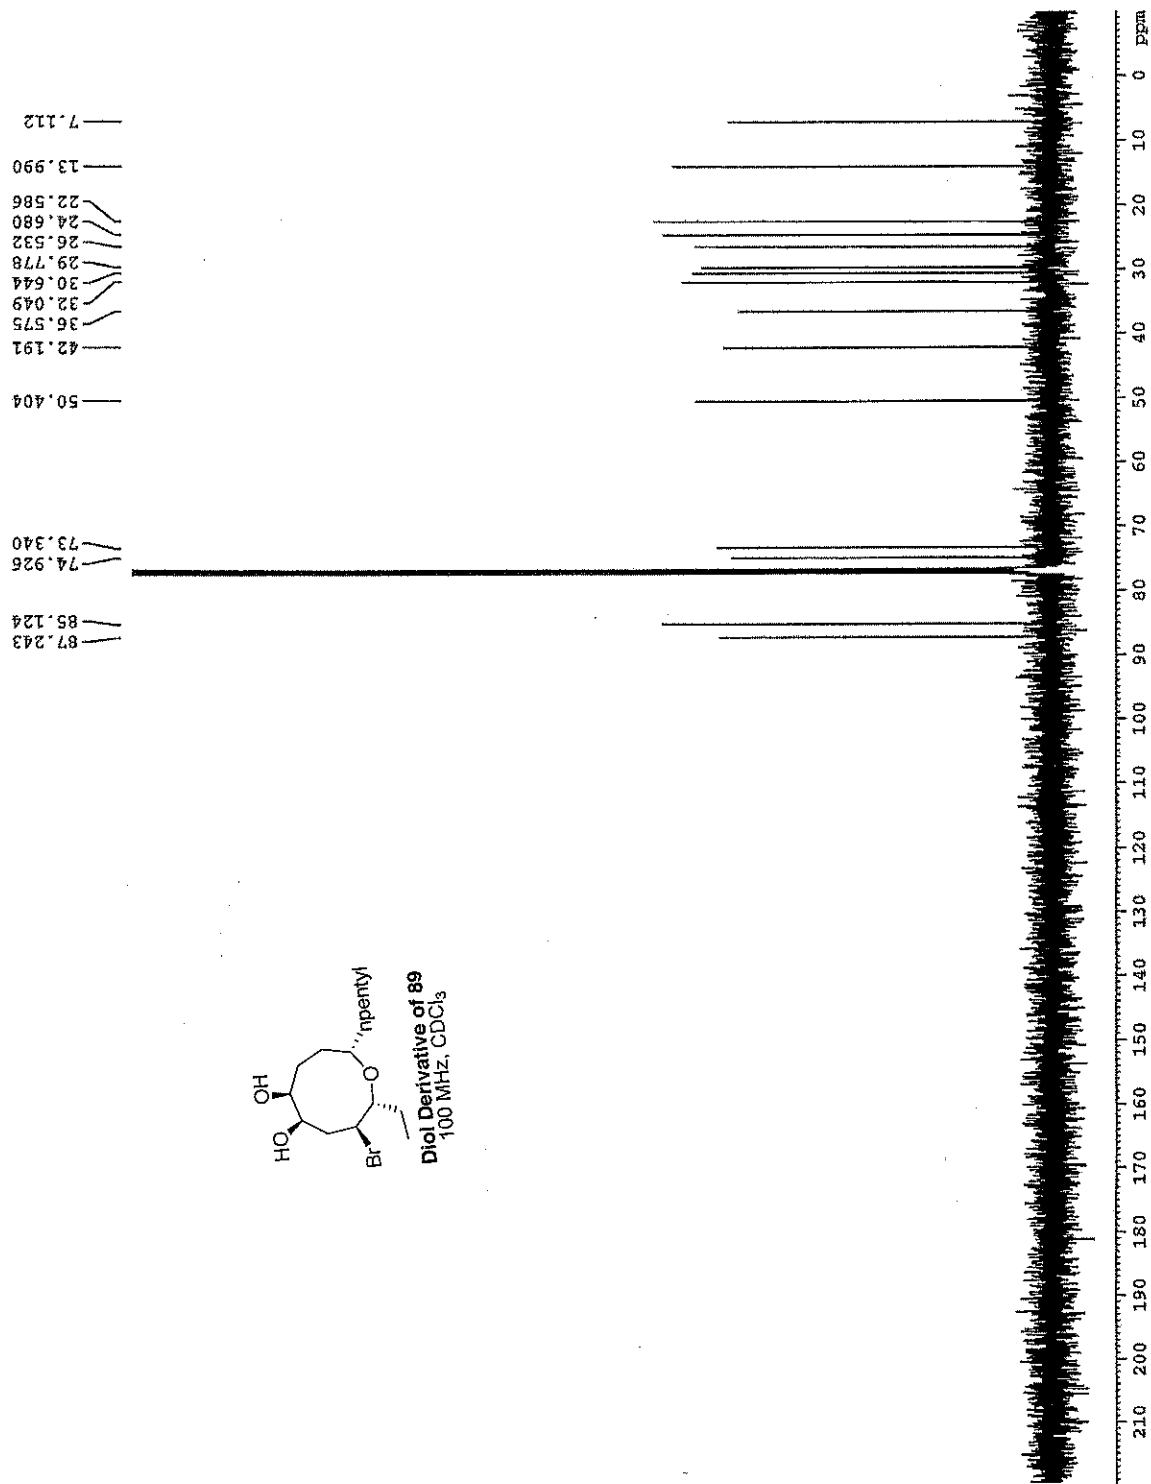 7.112
13.990
22.586
24.680
26.532
29.778
30.644
32.049
36.575
42.191
50.404
73.340
74.926
85.124
87.243
HO
OH
Br
O
npentyl
Diol Derivative of 89
100 MHz, CDCl₃
210 200 190 180 170 160 150 140 130 120 110 100 90 80 70 60 50 40 30 20 10 0 ppm